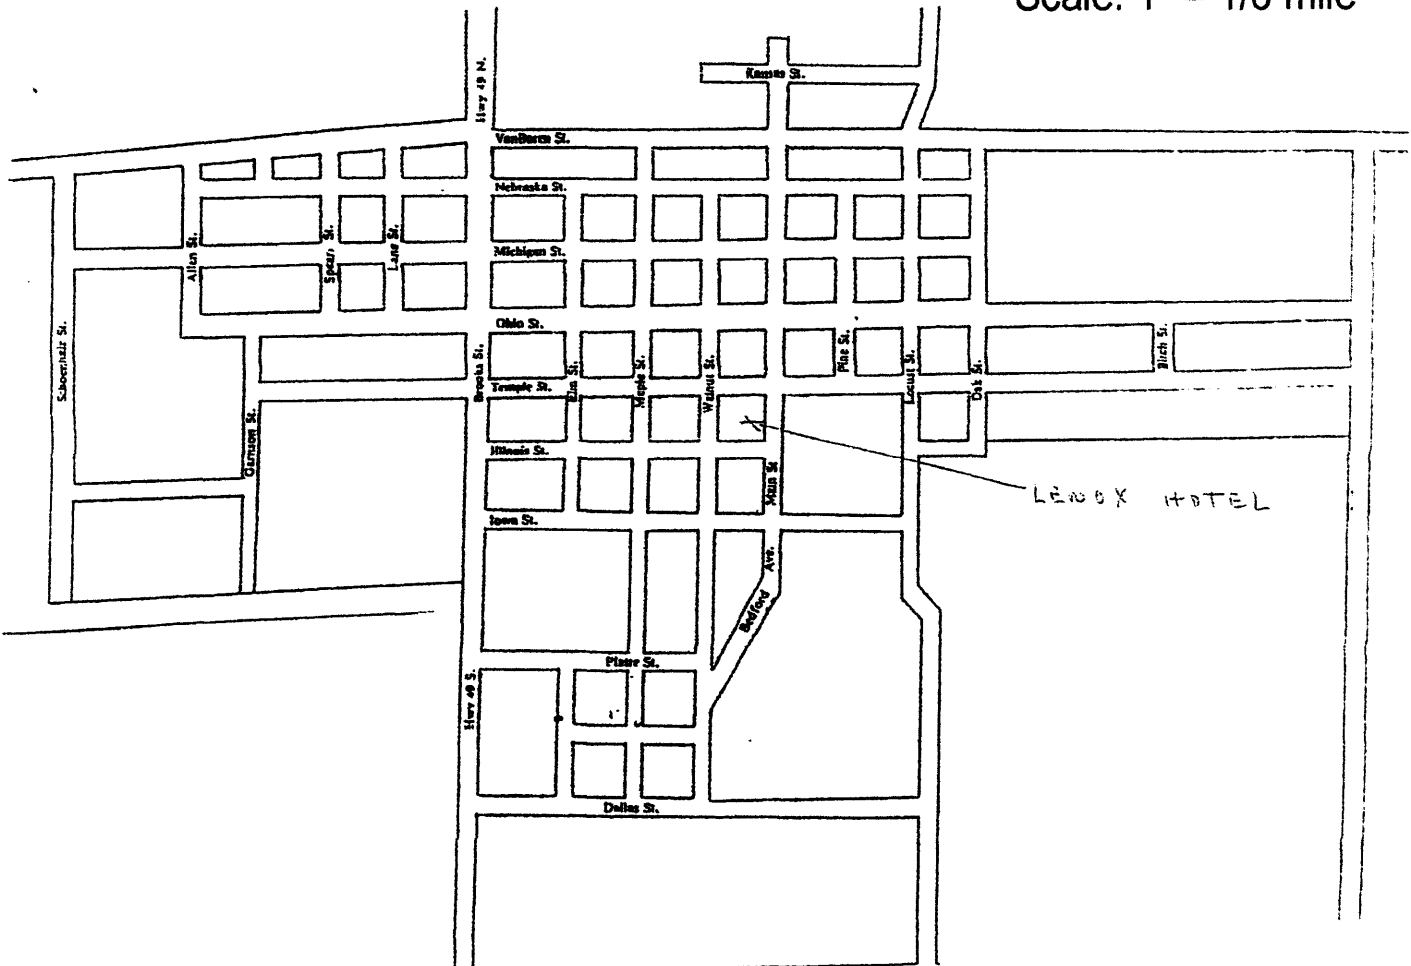 Scale: 1" = 1/8 mile
Hwy 49 N.
Kansas St.
VanBuren St.
Nebraska St.
Allen St.
Spears St.
Lane St.
Michigan St.
Ohio St.
Schoenhair St.
Garrison St.
Brooks St.
Temple St.
Elm St.
Maple St.
Walnut St.
Pine St.
Locust St.
Oak St.
Birch St.
Illinois St.
Main St
LENOX HOTEL
Iowa St.
Bedford Ave.
Platte St.
Hwy 49 S.
Dallas St.